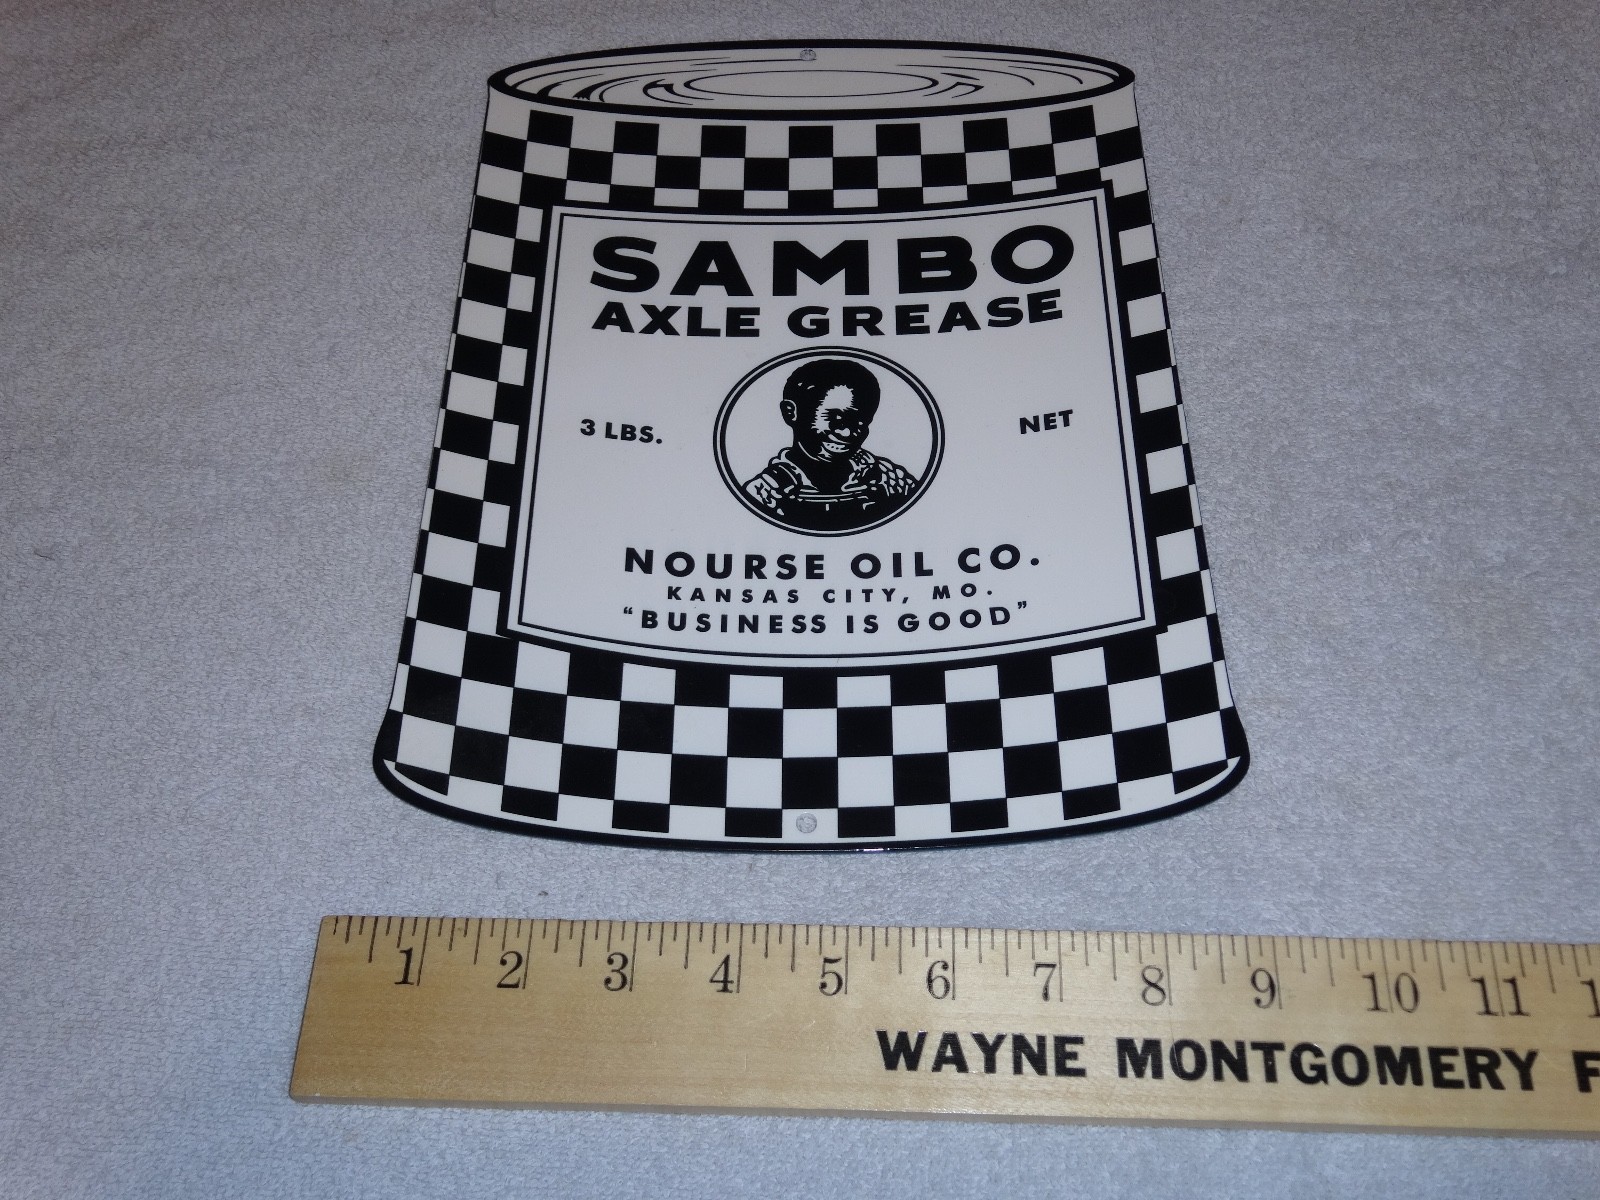 SAMBO
AXLE GREASE
3 LBS. NET
NOURSE OIL CO.
KANSAS CITY, MO.
"BUSINESS IS GOOD"
1 2 3 4 5 6 7 8 9 10 11
WAYNE MONTGOMERY F